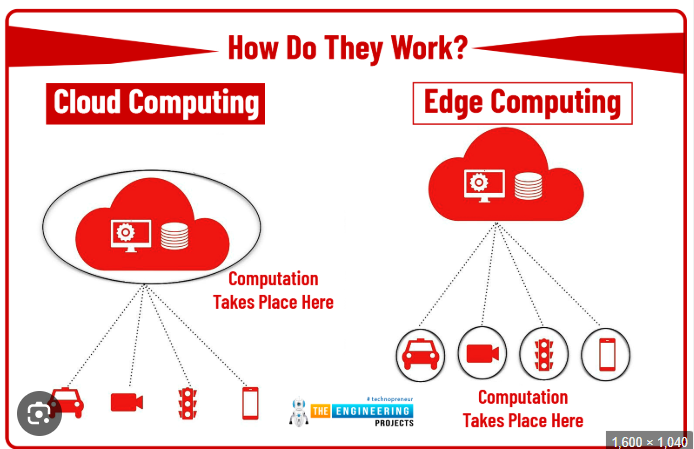 How Do They Work?
Cloud Computing
Edge Computing
Computation
Takes Place Here
Computation
Takes Place Here
# technopreneur
THE ENGINEERING
PROJECTS
1,600 × 1,040